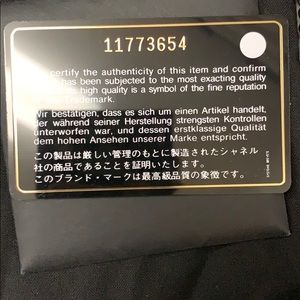 11773654
certify the authenticity of this item and confirm
has been subjected to the most exacting quality
his high quality is a symbol of the fine reputation
Trademark.
Wir bestätigen, dass es sich um einen Artikel handelt,
der während seiner Herstellung strengsten Kontrollen
unterworfen war, und dessen erstklassige Qualität
dem hohen Ansehen unserer Marke entspricht.
この製品は厳しい管理のもとに製造されたシャネル
社の商品であることを証明いたします。
このブランド・マークは最高級品質の象徴です。